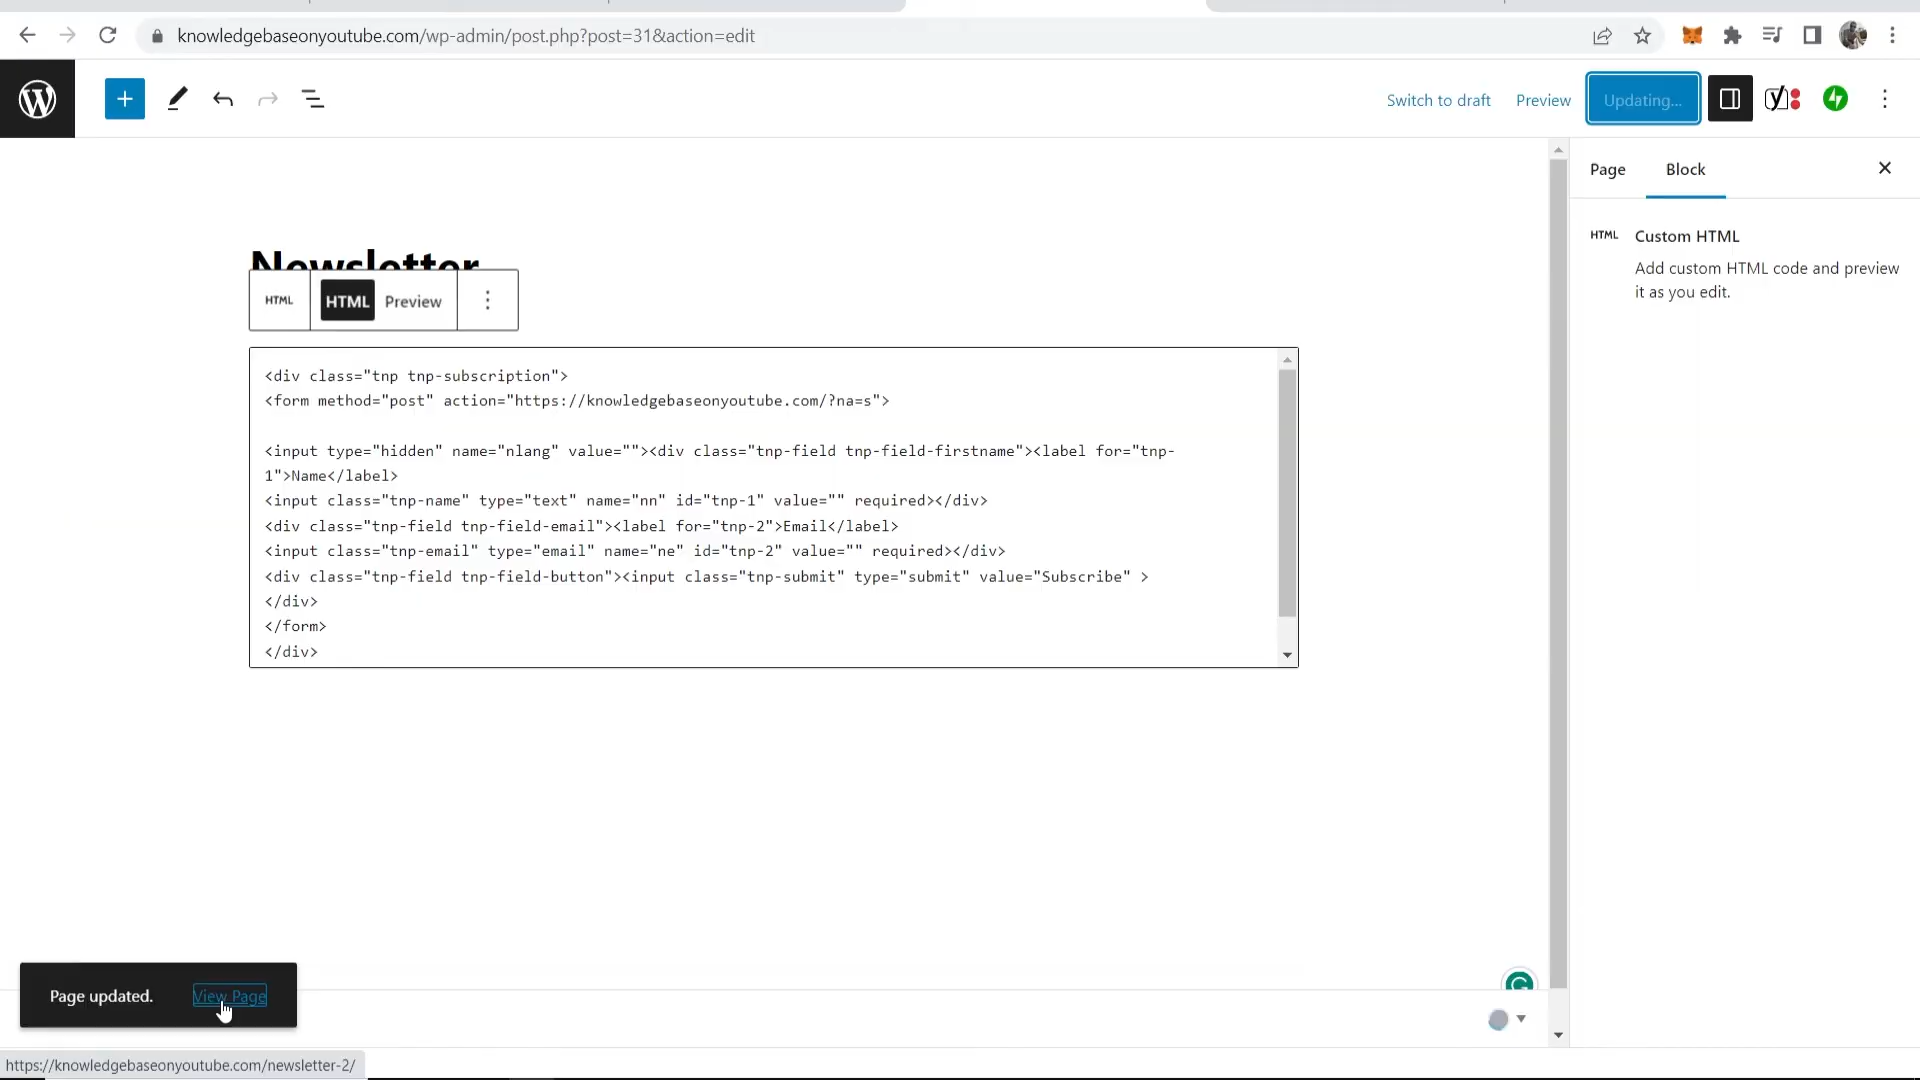 knowledgebaseonyoutube.com/wp-admin/post.php?post=31&action=edit
Switch to draft
Preview
Updating...
Page
Block
HTML
Custom HTML
Add custom HTML code and preview
it as you edit.
Newsletter
HTML
HTML
Preview
<div class="tnp tnp-subscription">
<form method="post" action="https://knowledgebaseonyoutube.com/?na=s">
<input type="hidden" name="nlang" value=""><div class="tnp-field tnp-field-firstname"><label for="tnp-
1">Name</label>
<input class="tnp-name" type="text" name="nn" id="tnp-1" value="" required></div>
<div class="tnp-field tnp-field-email"><label for="tnp-2">Email</label>
<input class="tnp-email" type="email" name="ne" id="tnp-2" value="" required></div>
<div class="tnp-field tnp-field-button"><input class="tnp-submit" type="submit" value="Subscribe" >
</div>
</form>
</div>
Page updated.
View Page
https://knowledgebaseonyoutube.com/newsletter-2/